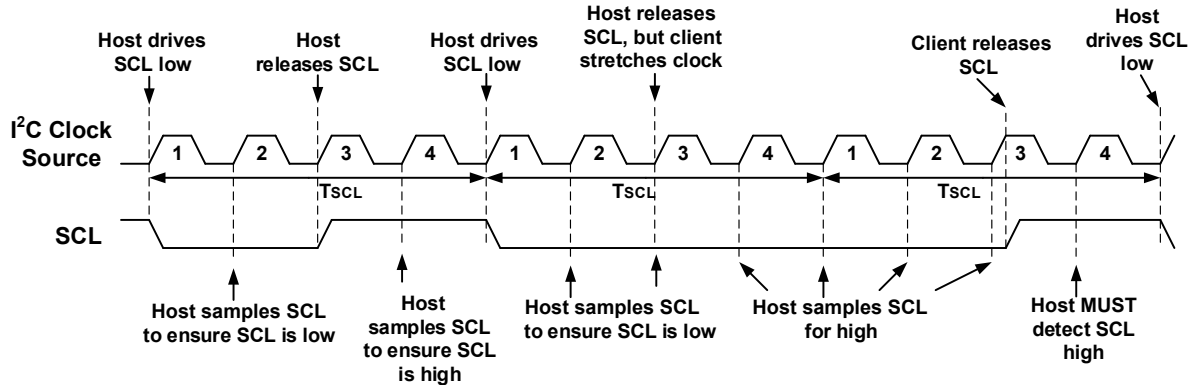 Host drives
SCL low
Host
releases SCL
Host drives
SCL low
Host releases
SCL, but client
stretches clock
Client releases
SCL
Host
drives SCL
low
I²C Clock
Source
1 2 3 4 1 2 3 4 1 2 3 4
TSCL TSCL TSCL
SCL
Host samples SCL
to ensure SCL is low
Host
samples SCL
to ensure SCL
is high
Host samples SCL
to ensure SCL is low
Host samples SCL
for high
Host MUST
detect SCL
high